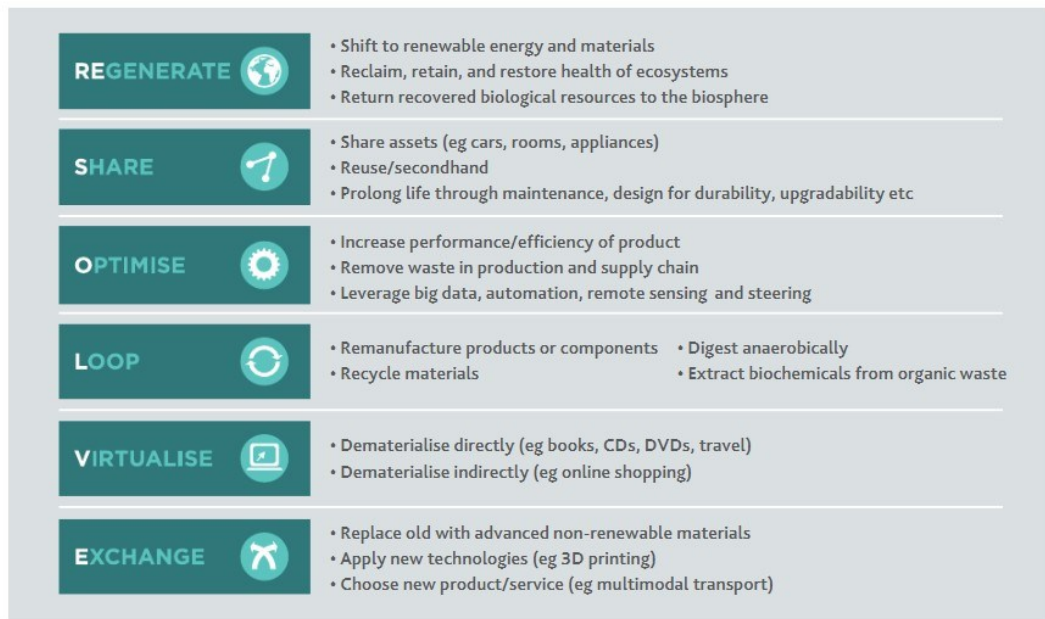 REGENERATE
• Shift to renewable energy and materials
• Reclaim, retain, and restore health of ecosystems
• Return recovered biological resources to the biosphere
SHARE
• Share assets (eg cars, rooms, appliances)
• Reuse/secondhand
• Prolong life through maintenance, design for durability, upgradability etc
OPTIMISE
• Increase performance/efficiency of product
• Remove waste in production and supply chain
• Leverage big data, automation, remote sensing and steering
LOOP
• Remanufacture products or components
• Recycle materials
• Digest anaerobically
• Extract biochemicals from organic waste
VIRTUALISE
• Dematerialise directly (eg books, CDs, DVDs, travel)
• Dematerialise indirectly (eg online shopping)
EXCHANGE
• Replace old with advanced non-renewable materials
• Apply new technologies (eg 3D printing)
• Choose new product/service (eg multimodal transport)